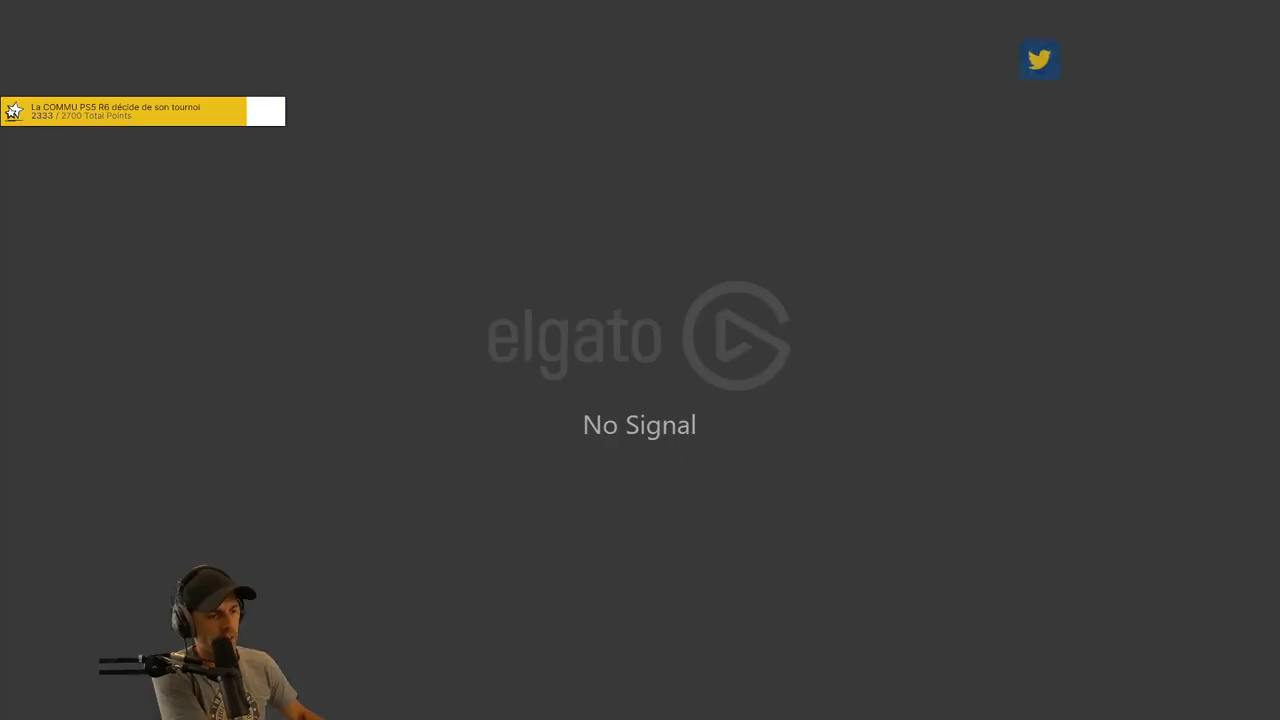 La COMMU PS5 R6 décide de son tournoi
2333 / 2700 Total Points
elgato
No Signal